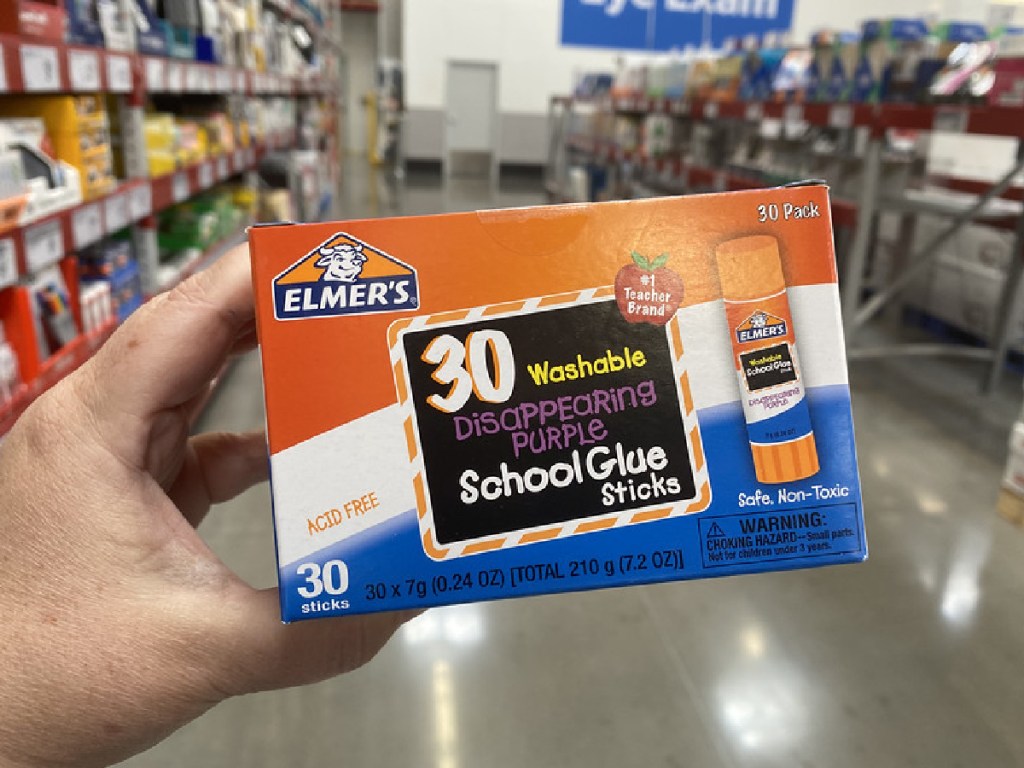 Eye Exam
30 Pack
ELMER'S
#1
Teacher
Brand
30 Washable
DISAPPEARING
PURPLE
School Glue
Sticks
ELMER'S
Washable
School Glue
DISAPPEARING
PURPLE
ACID FREE
Safe, Non-Toxic
WARNING:
CHOKING HAZARD—Small parts.
Not for children under 3 years.
30
sticks
30 x 7g (0.24 OZ) [TOTAL 210 g (7.2 OZ)]